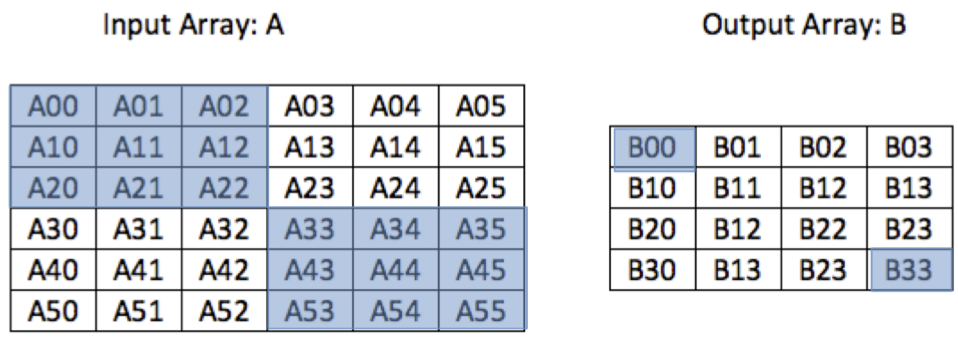 Input Array: A
Output Array: B
A00 A01 A02 A03 A04 A05
A10 A11 A12 A13 A14 A15
A20 A21 A22 A23 A24 A25
A30 A31 A32 A33 A34 A35
A40 A41 A42 A43 A44 A45
A50 A51 A52 A53 A54 A55
B00 B01 B02 B03
B10 B11 B12 B13
B20 B12 B22 B23
B30 B13 B23 B33